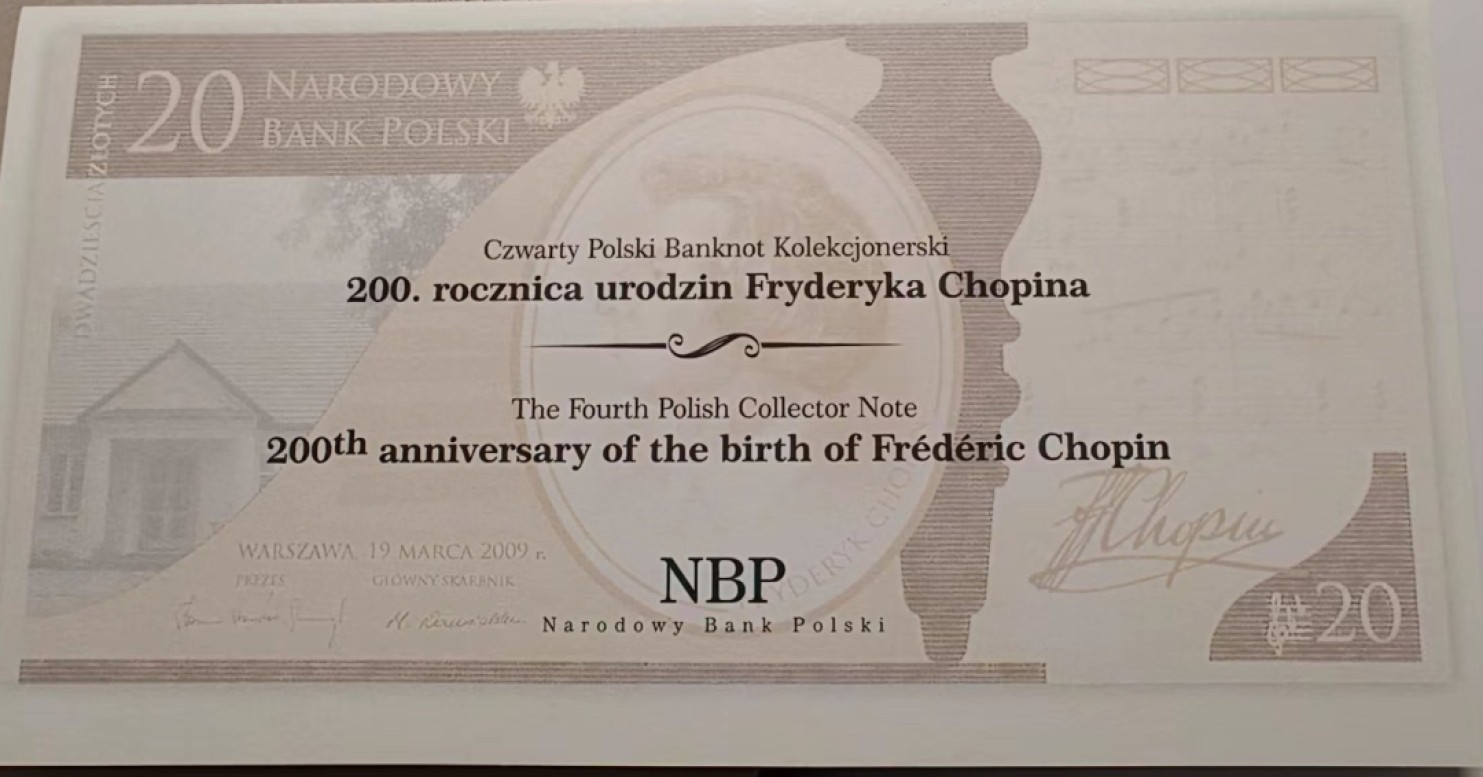 20 NARODOWY
BANK POLSKI
DWADZIEŚCIA ZŁOTYCH
Czwarty Polski Banknot Kolekcjonerski
200. rocznica urodzin Fryderyka Chopina
The Fourth Polish Collector Note
200th anniversary of the birth of Frédéric Chopin
FRYDERYK CHOPIN
Chopin
WARSZAWA, 19 MARCA 2009 r.
PREZES GŁÓWNY SKARBNIK
NBP
Narodowy Bank Polski
20